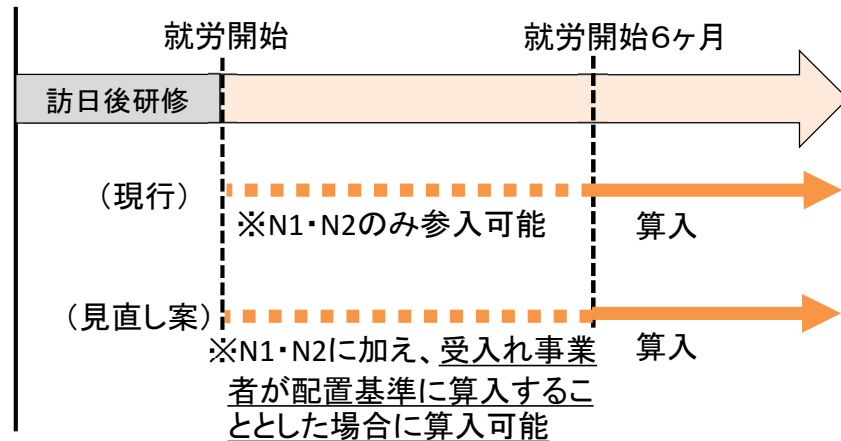 就労開始
就労開始６ヶ月
訪日後研修
（現行）
※N1・N2のみ参入可能
算入
（見直し案）
※N1・N2に加え、受入れ事業
者が配置基準に算入するこ
ととした場合に算入可能
算入